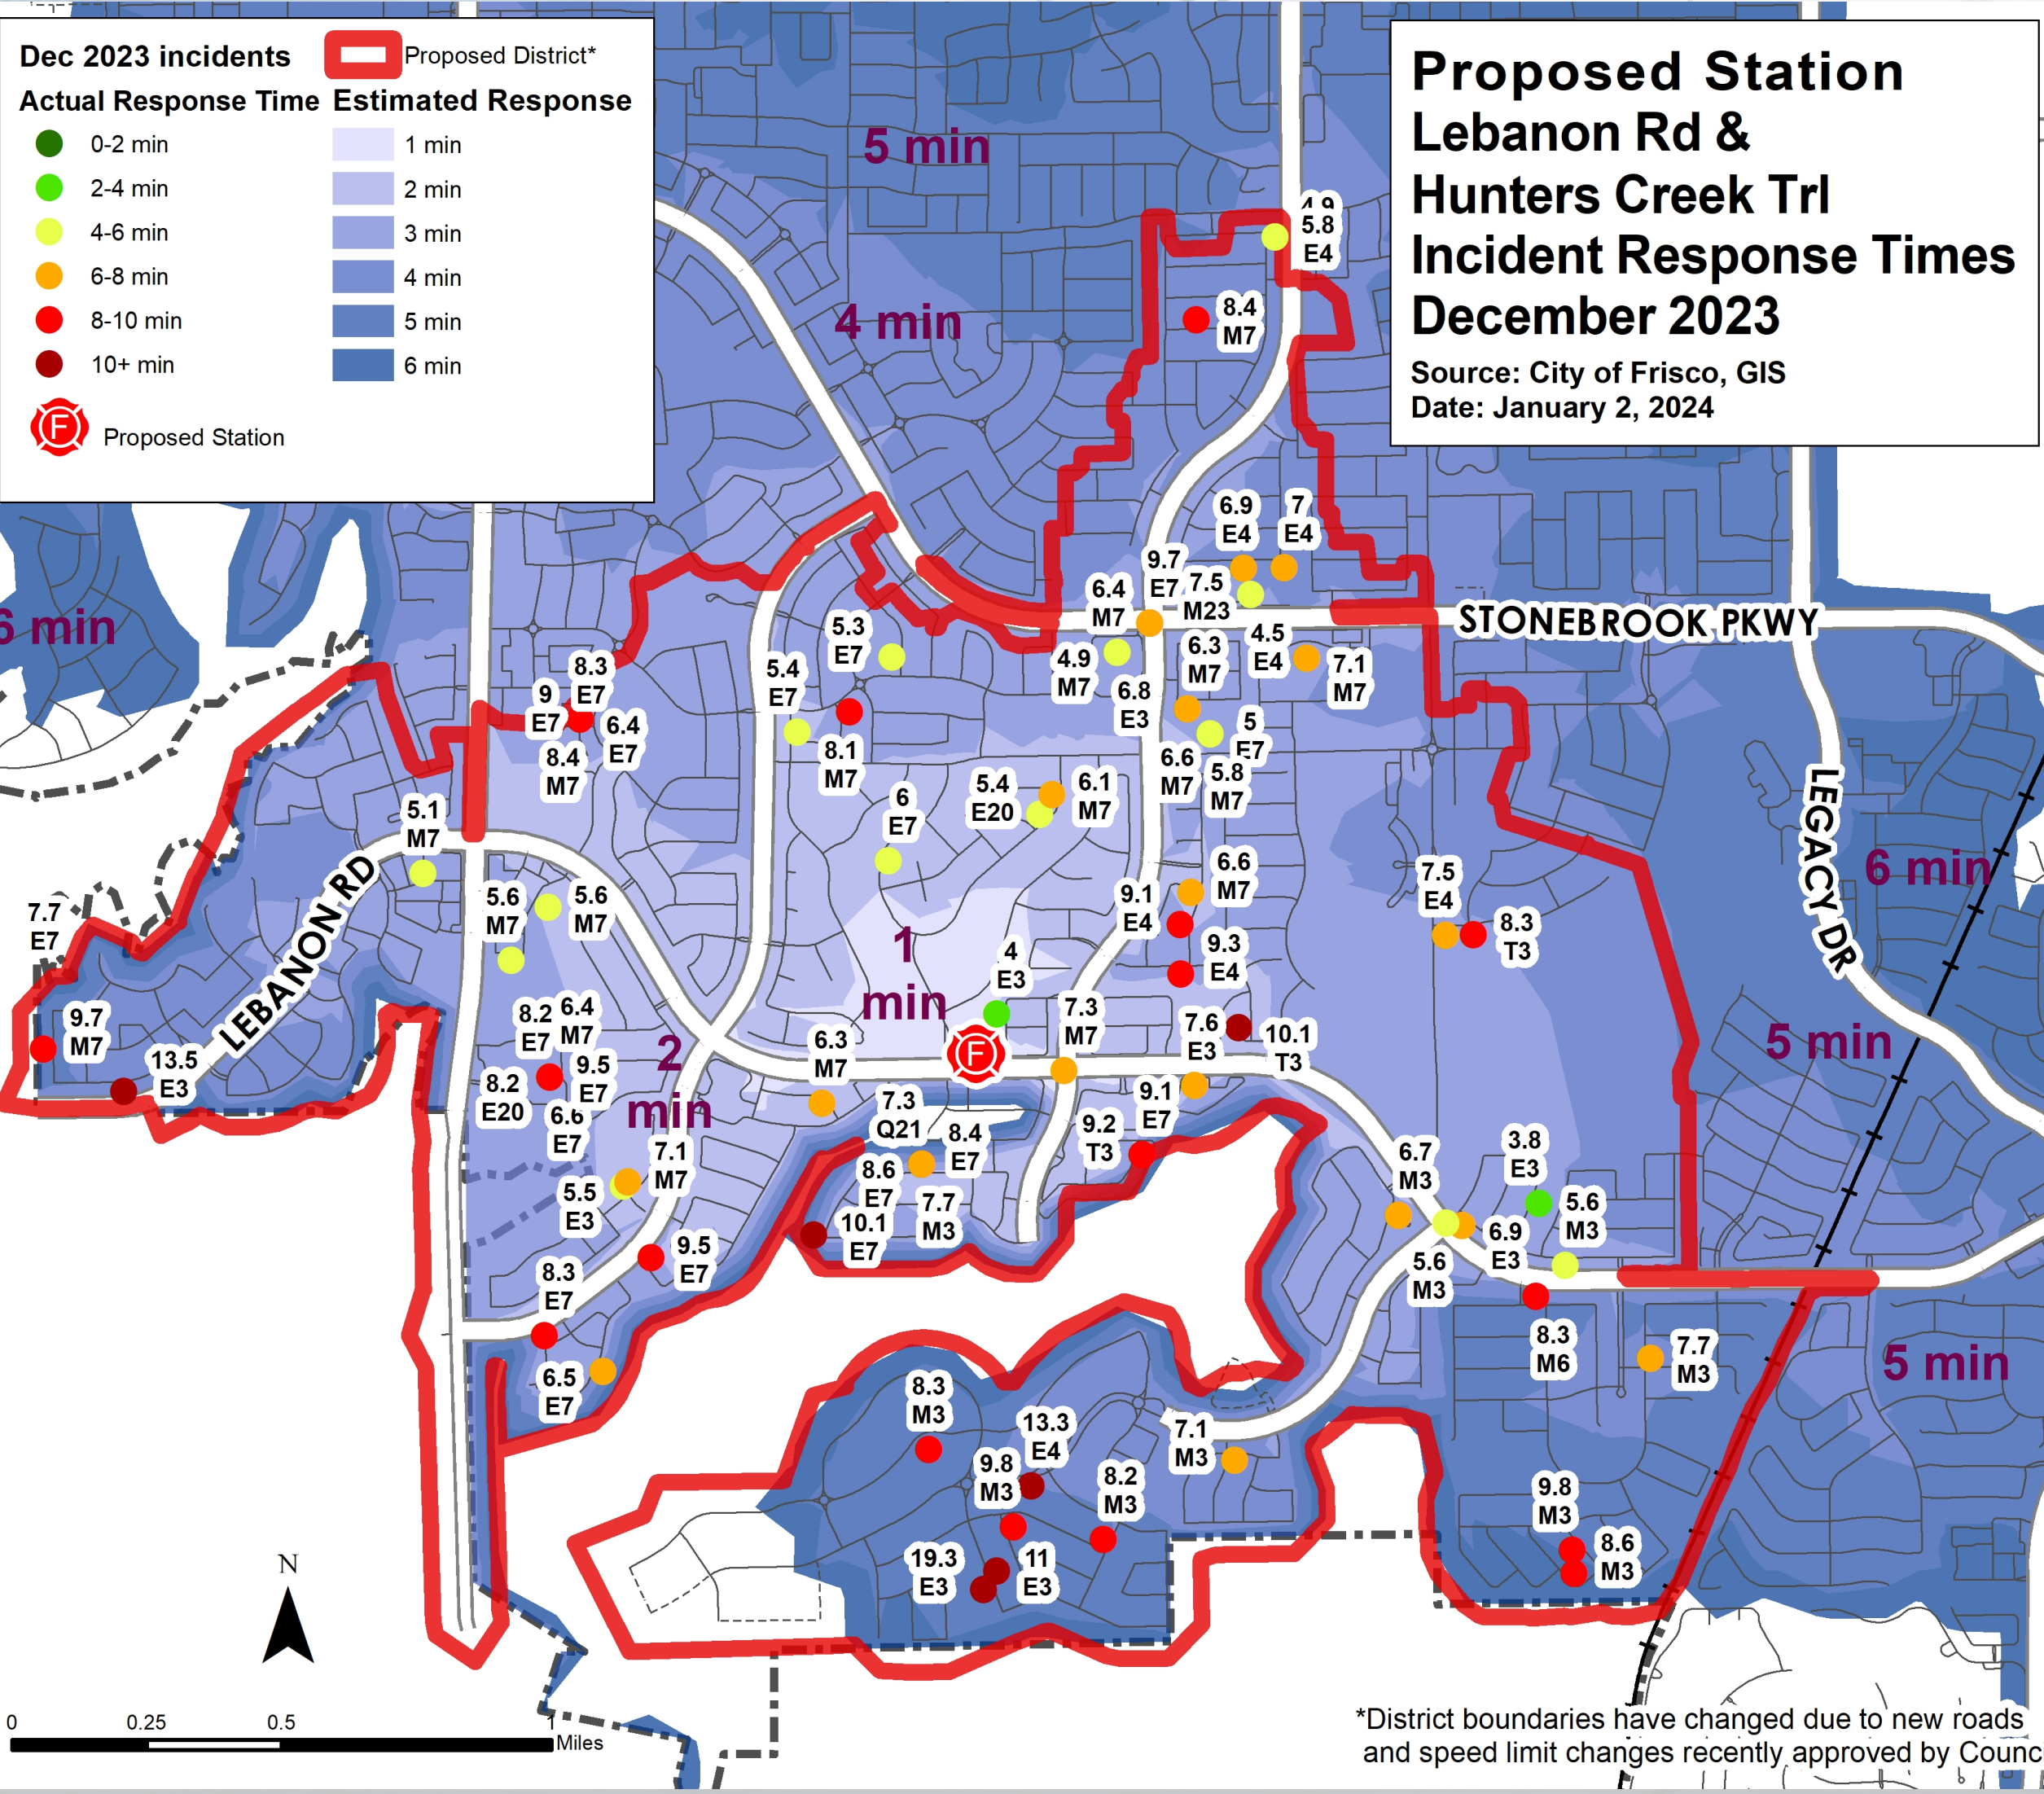 Dec 2023 incidents
Proposed District*
Actual Response Time
Estimated Response
0-2 min
1 min
2-4 min
2 min
4-6 min
3 min
6-8 min
4 min
8-10 min
5 min
10+ min
6 min
F
Proposed Station
Proposed Station
Lebanon Rd &
Hunters Creek Trl
Incident Response Times
December 2023
Source: City of Frisco, GIS
Date: January 2, 2024
5 min
4 min
4.9
5.8
E4
8.4
M7
6.9
E4
7
E4
9.7
E7
7.5
M23
6.4
M7
STONEBROOK PKWY
6 min
5.3
E7
4.9
M7
6.3
M7
4.5
E4
7.1
M7
8.3
E7
9
E7
6.4
E7
8.4
M7
5.4
E7
8.1
M7
6.8
E3
5
E7
6.6
M7
5.8
M7
5.1
M7
6
E7
5.4
E20
6.1
M7
LEGACY DR
6 min
LEBANON RD
7.7
E7
5.6
M7
5.6
M7
6.6
M7
9.1
E4
9.3
E4
7.5
E4
8.3
T3
1
min
4
E3
9.7
M7
13.5
E3
8.2
E7
6.4
M7
9.5
E7
8.2
E20
6.6
E7
2
min
6.3
M7
F
7.3
M7
7.6
E3
10.1
T3
5 min
7.3
Q21
8.4
E7
9.2
T3
9.1
E7
7.1
M7
5.5
E3
8.6
E7
7.7
M3
10.1
E7
6.7
M3
3.8
E3
5.6
M3
6.9
E3
5.6
M3
9.5
E7
8.3
E7
6.5
E7
8.3
M6
7.7
M3
5 min
8.3
M3
13.3
E4
9.8
M3
8.2
M3
7.1
M3
19.3
E3
11
E3
9.8
M3
8.6
M3
N
0
0.25
0.5
1
Miles
*District boundaries have changed due to new roads
and speed limit changes recently approved by Counc